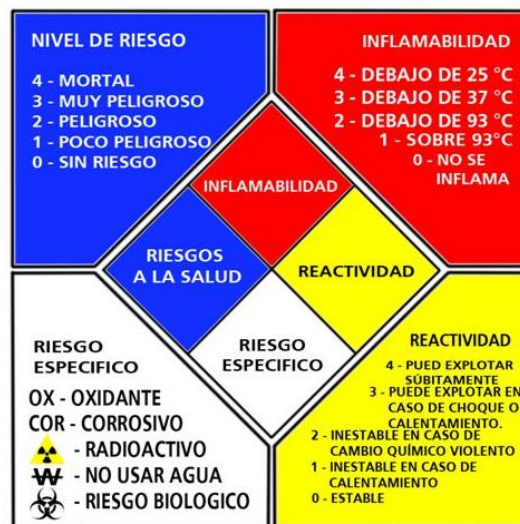 NIVEL DE RIESGO
4 - MORTAL
3 - MUY PELIGROSO
2 - PELIGROSO
1 - POCO PELIGROSO
0 - SIN RIESGO
INFLAMABILIDAD
4 - DEBAJO DE 25 °C
3 - DEBAJO DE 37 °C
2 - DEBAJO DE 93 °C
1 - SOBRE 93°C
0 - NO SE
INFLAMA
INFLAMABILIDAD
RIESGOS
A LA SALUD
REACTIVIDAD
RIESGO
ESPECIFICO
RIESGO
ESPECIFICO
OX - OXIDANTE
COR - CORROSIVO
- RADIOACTIVO
W - NO USAR AGUA
- RIESGO BIOLOGICO
REACTIVIDAD
4 - PUED EXPLOTAR
SÚBITAMENTE
3 - PUEDE EXPLOTAR EN
CASO DE CHOQUE O
CALENTAMIENTO.
2 - INESTABLE EN CASO DE
CAMBIO QUÍMICO VIOLENTO
1 - INESTABLE EN CASO DE
CALENTAMIENTO
0 - ESTABLE